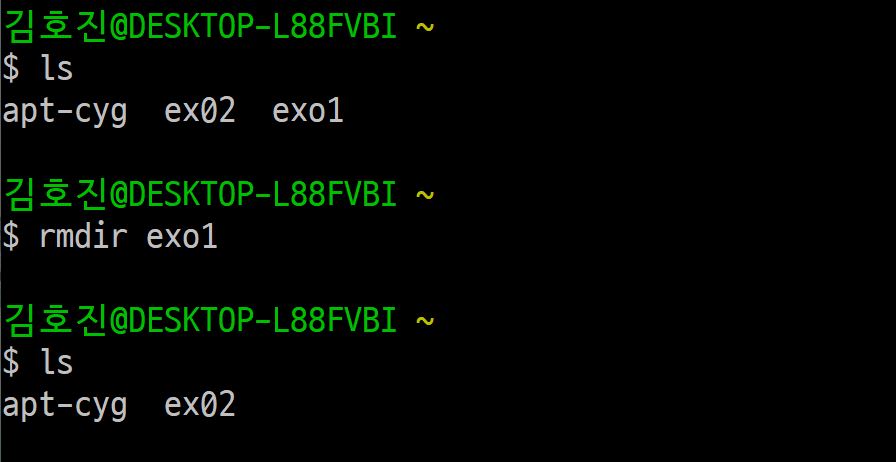 김호진@DESKTOP-L88FVBI ~
$ ls
apt-cyg  ex02  exo1
김호진@DESKTOP-L88FVBI ~
$ rmdir exo1
김호진@DESKTOP-L88FVBI ~
$ ls
apt-cyg  ex02